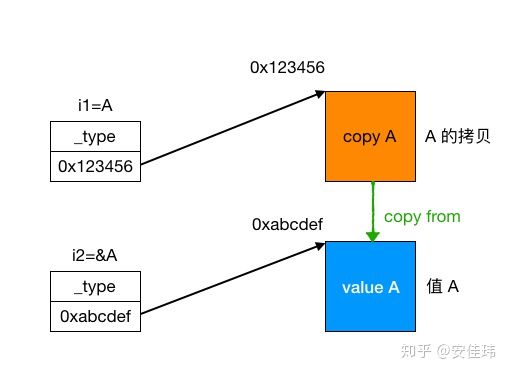 0x123456
i1=A
_type
0x123456
copy A
A 的拷贝
copy from
0xabcdef
i2=&A
_type
0xabcdef
value A
值 A
知乎 @安佳玮